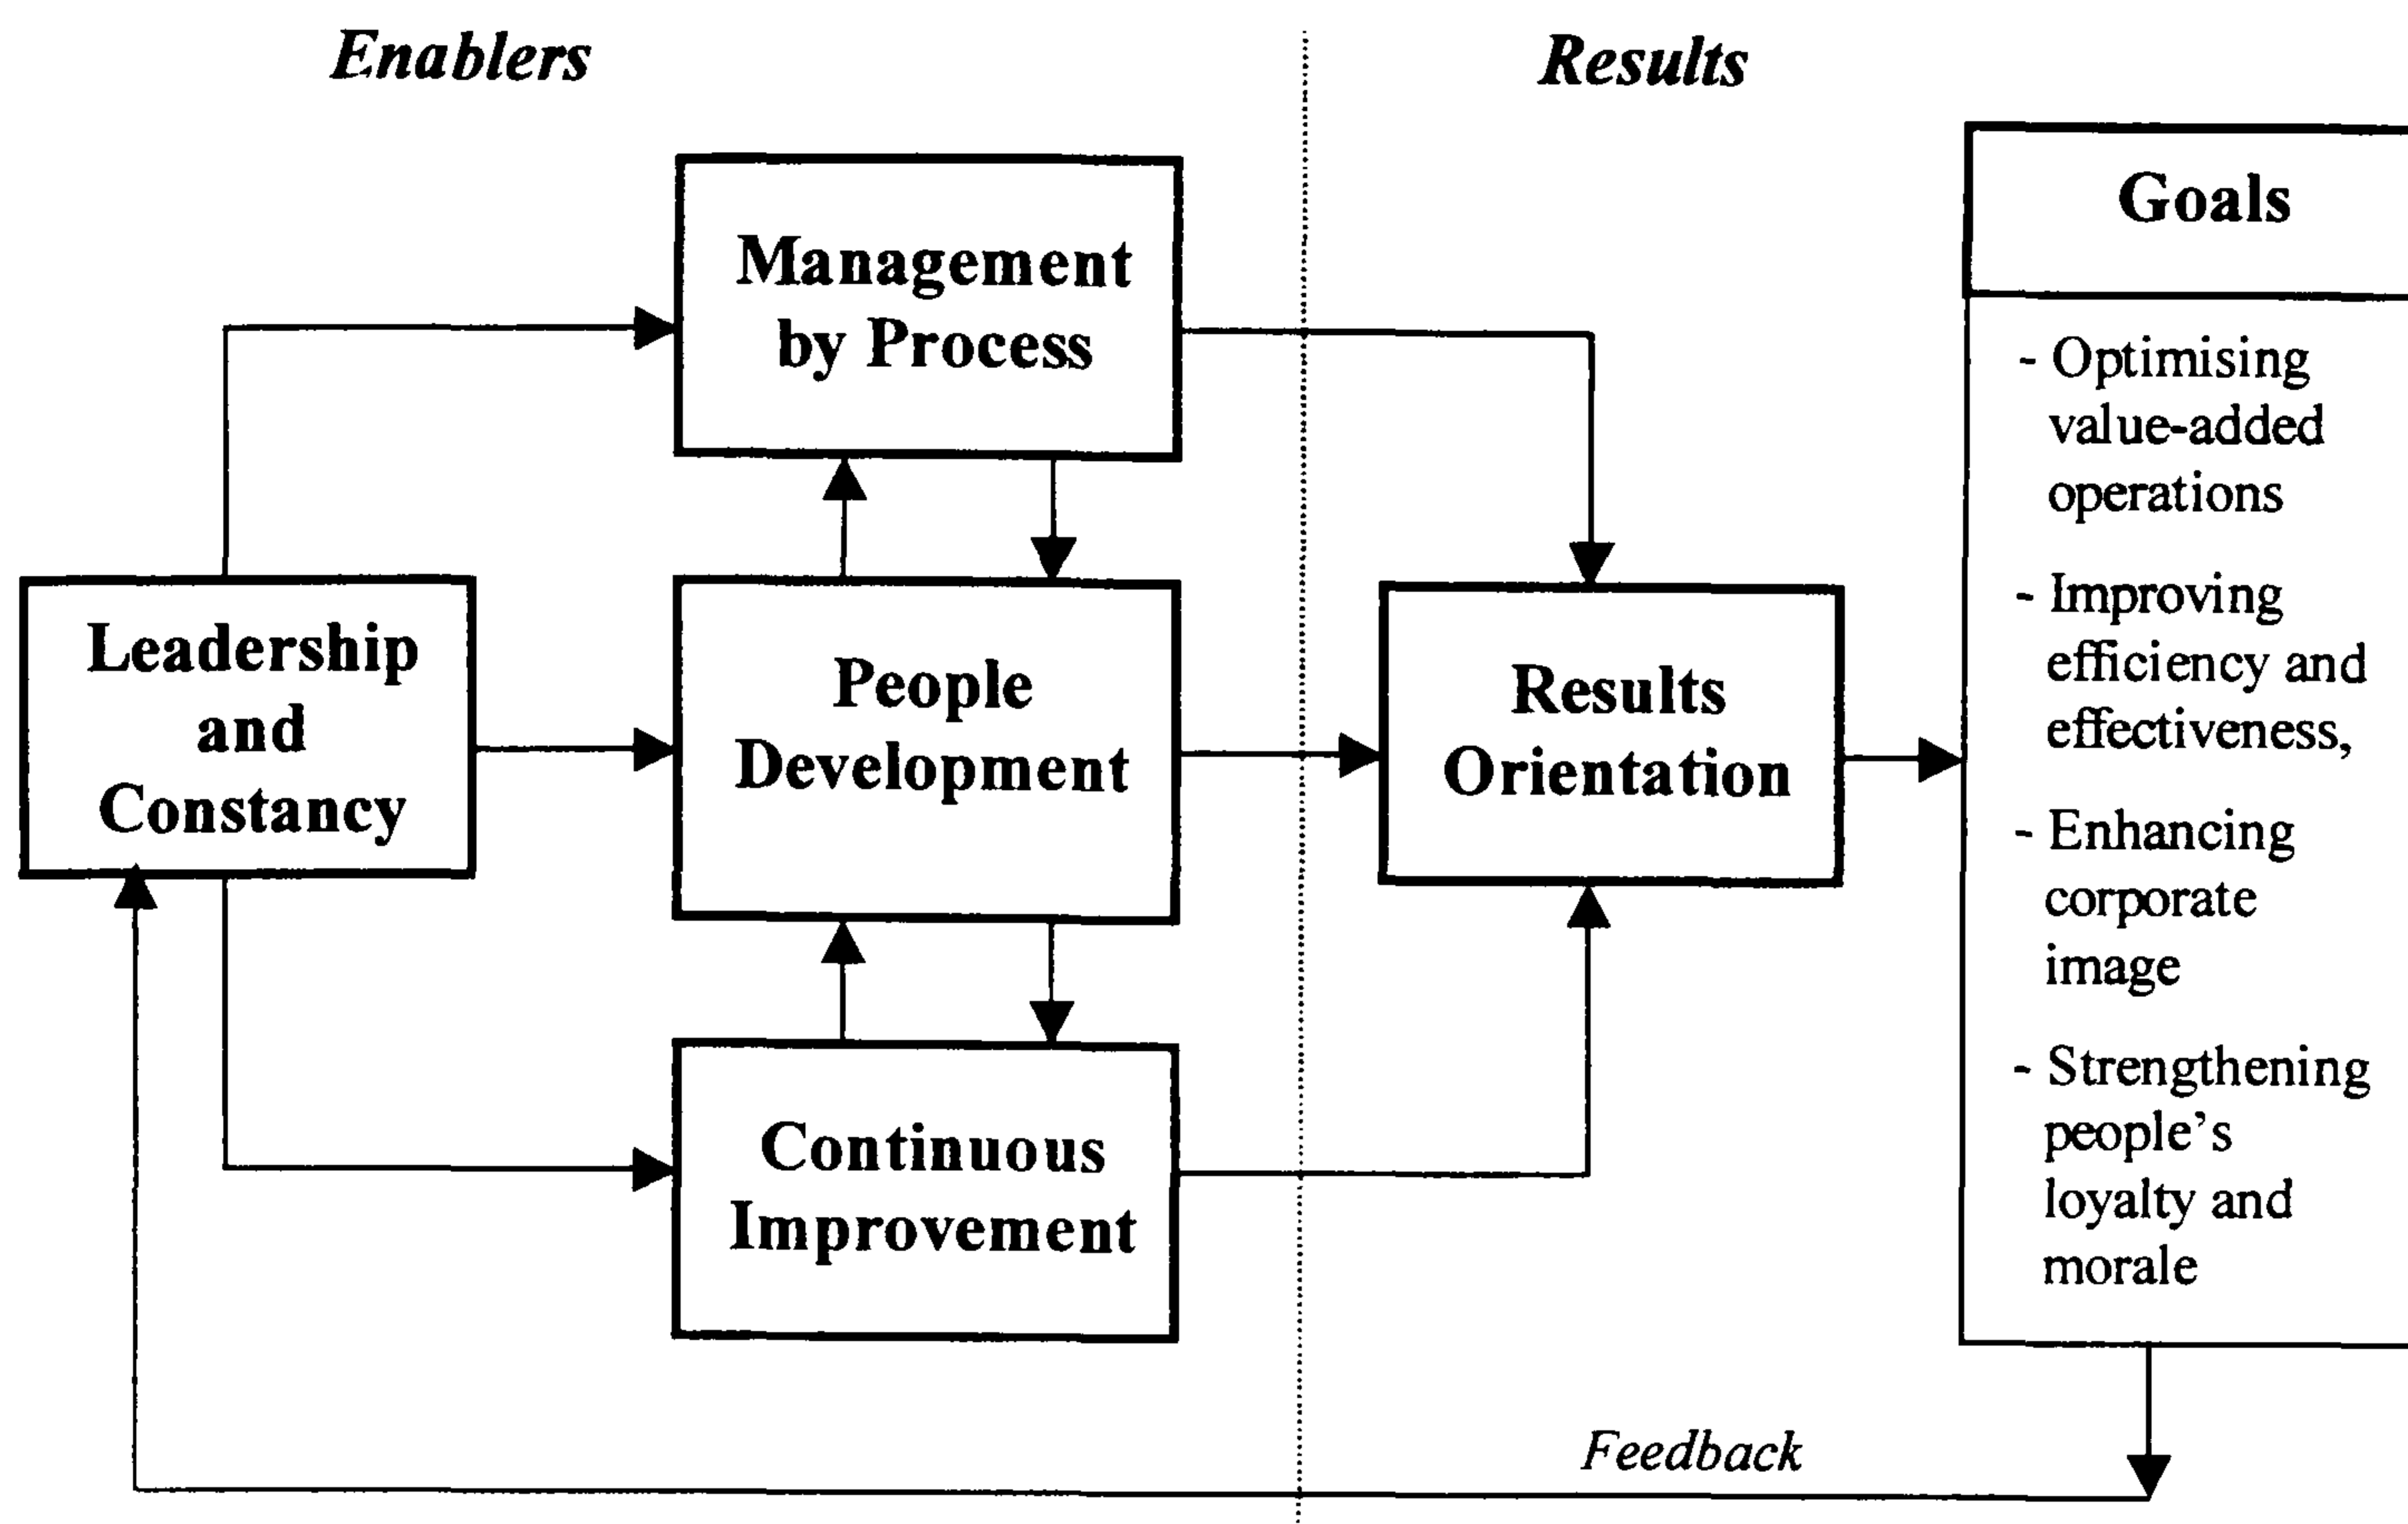 Enablers
Results
Management
by Process
Leadership
and
Constancy
People
Development
Continuous
Improvement
Results
Orientation
Goals
- Optimising
value-added
operations
- Improving
efficiency and
effectiveness,
- Enhancing
corporate
image
- Strengthening
people’s
loyalty and
morale
Feedback